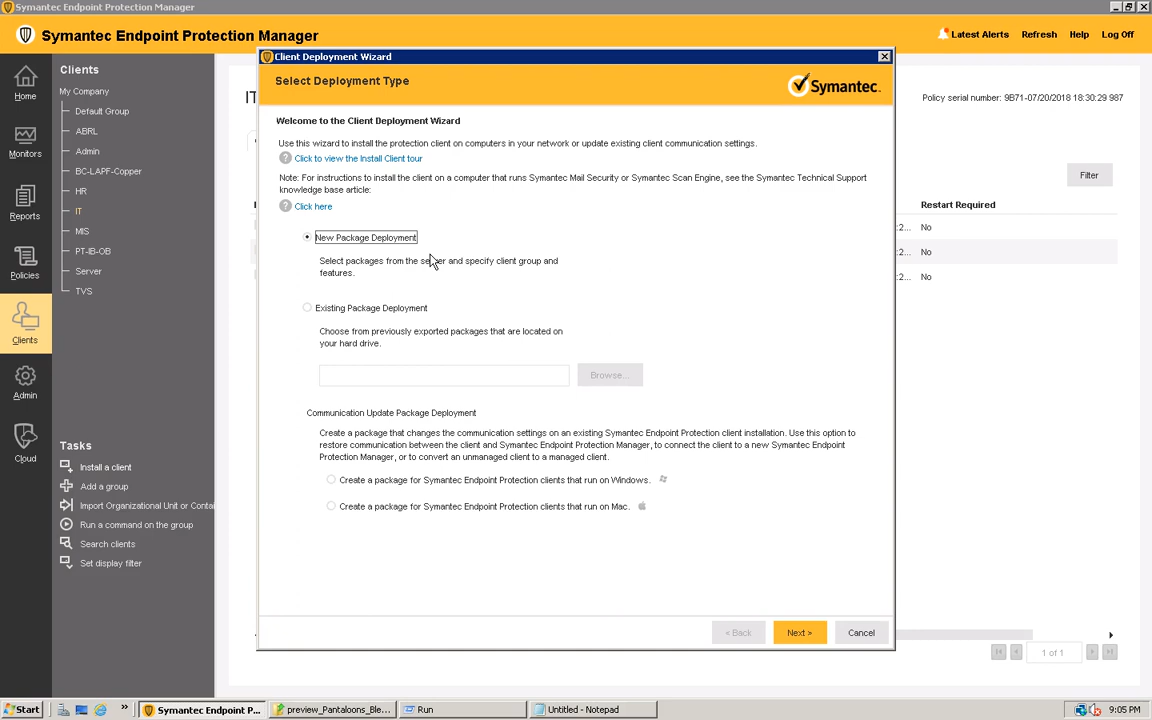 Symantec Endpoint Protection Manager
Symantec Endpoint Protection Manager
Latest Alerts
Refresh
Help
Log Off
Home
Monitors
Reports
Policies
Clients
Admin
Cloud
Clients
My Company
Default Group
ABRL
Admin
BC-LAPF-Copper
HR
IT
MIS
PT-IB-OB
Server
TVS
Tasks
Install a client
Add a group
Import Organizational Unit or Contai
Run a command on the group
Search clients
Set display filter
IT
Policy serial number: 9B71-07/20/2018 18:30:29 987
Filter
Restart Required
:2... No
:2... No
:2... No
1 of 1
Client Deployment Wizard
Select Deployment Type
Symantec.
Welcome to the Client Deployment Wizard
Use this wizard to install the protection client on computers in your network or update existing client communication settings.
? Click to view the Install Client tour
Note: For instructions to install the client on a computer that runs Symantec Mail Security or Symantec Scan Engine, see the Symantec Technical Support
knowledge base article:
? Click here
New Package Deployment
Select packages from the server and specify client group and
features.
Existing Package Deployment
Choose from previously exported packages that are located on
your hard drive.
Browse...
Communication Update Package Deployment
Create a package that changes the communication settings on an existing Symantec Endpoint Protection client installation. Use this option to
restore communication between the client and Symantec Endpoint Protection Manager, to connect the client to a new Symantec Endpoint
Protection Manager, or to convert an unmanaged client to a managed client.
Create a package for Symantec Endpoint Protection clients that run on Windows.
Create a package for Symantec Endpoint Protection clients that run on Mac.
< Back
Next >
Cancel
Start
Symantec Endpoint P...
preview_Pantaloons_Ble...
Run
Untitled - Notepad
9:05 PM